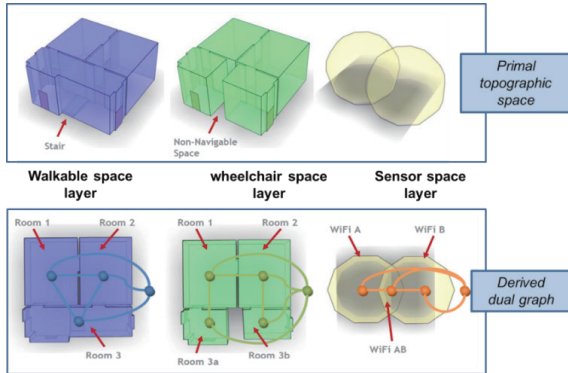 Primal
topographic
space
Stair
Non-Navigable
Space
Walkable space
layer
wheelchair space
layer
Sensor space
layer
Room 1
Room 2
Room 1
Room 2
WiFi A
WiFi B
Derived
dual graph
Room 3
Room 3a
Room 3b
WiFi AB